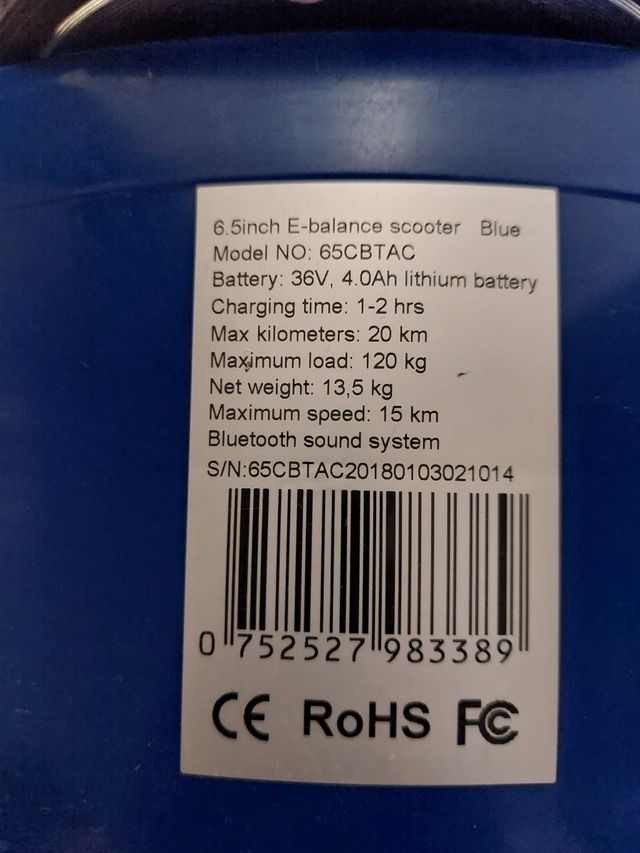 6.5inch E-balance scooter Blue
Model NO: 65CBTAC
Battery: 36V, 4.0Ah lithium battery
Charging time: 1-2 hrs
Max kilometers: 20 km
Maximum load: 120 kg
Net weight: 13,5 kg
Maximum speed: 15 km
Bluetooth sound system
S/N:65CBTAC20180103021014
0 752527 983389
CE RoHS FC